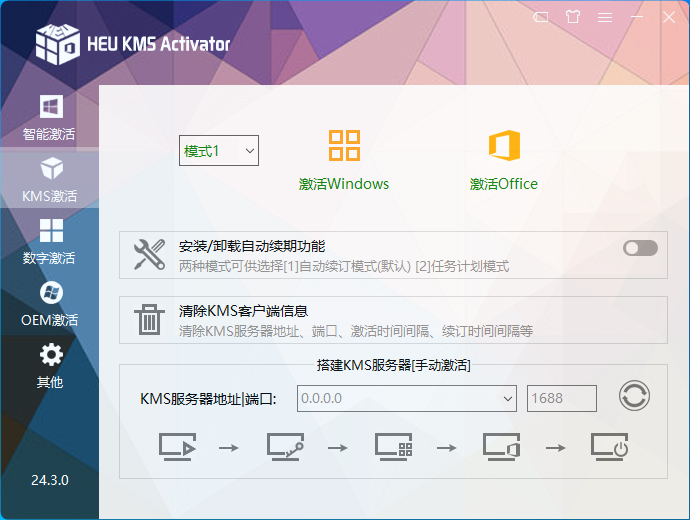 HEU KMS Activator
智能激活
KMS激活
数字激活
OEM激活
其他
24.3.0
模式1
激活Windows
激活Office
安装/卸载自动续期功能
两种模式可供选择[1]自动续订模式(默认) [2]任务计划模式
清除KMS客户端信息
清除KMS服务器地址、端口、激活时间间隔、续订时间间隔等
搭建KMS服务器[手动激活]
KMS服务器地址|端口: 0.0.0.0 1688